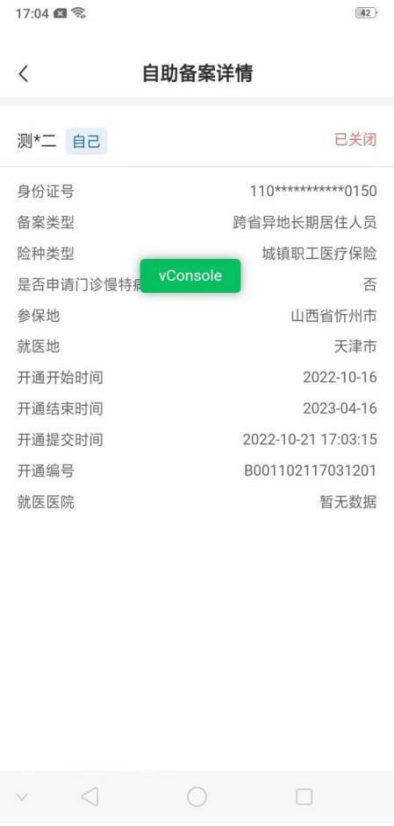 17:04
42
自助备案详情
测*二 自己 已关闭
身份证号 110***********0150
备案类型 跨省异地长期居住人员
险种类型 城镇职工医疗保险
是否申请门诊慢特 否
vConsole
参保地 山西省忻州市
就医地 天津市
开通开始时间 2022-10-16
开通结束时间 2023-04-16
开通提交时间 2022-10-21 17:03:15
开通编号 B001102117031201
就医医院 暂无数据